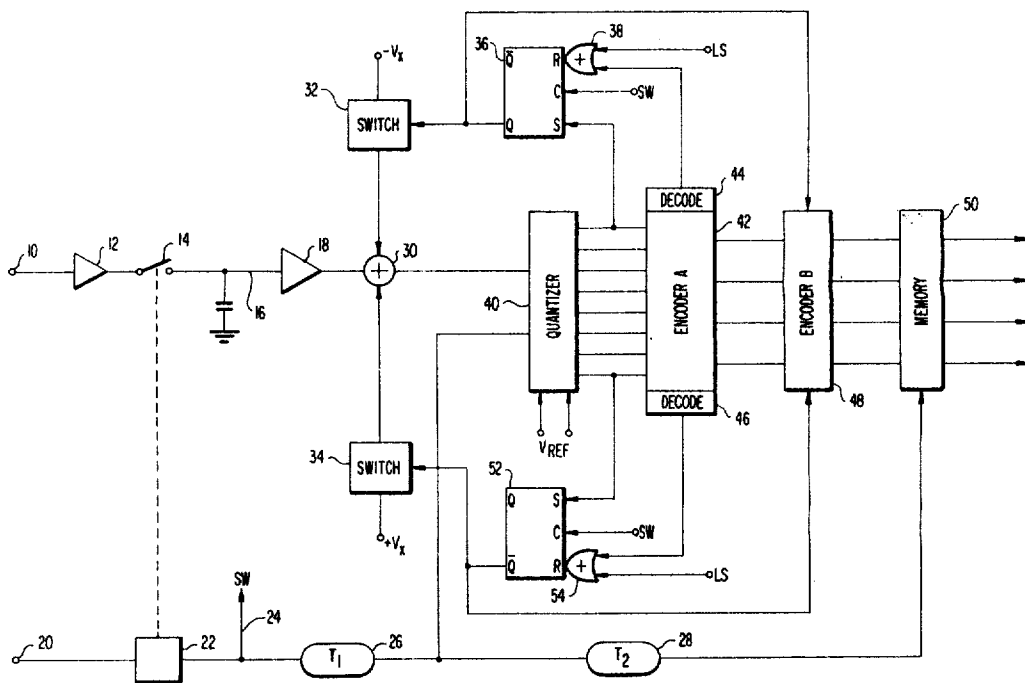 38
36
Q̅
R
+
LS
-Vx
C
SW
32
SWITCH
Q
S
44
DECODE
50
42
10
12
14
18
30
40
QUANTIZER
ENCODER A
ENCODER B
MEMORY
16
DECODE
46
48
VREF
34
SWITCH
52
Q
S
+Vx
C
SW
Q̅
R
+
LS
54
SW
24
20
22
T1
26
T2
28